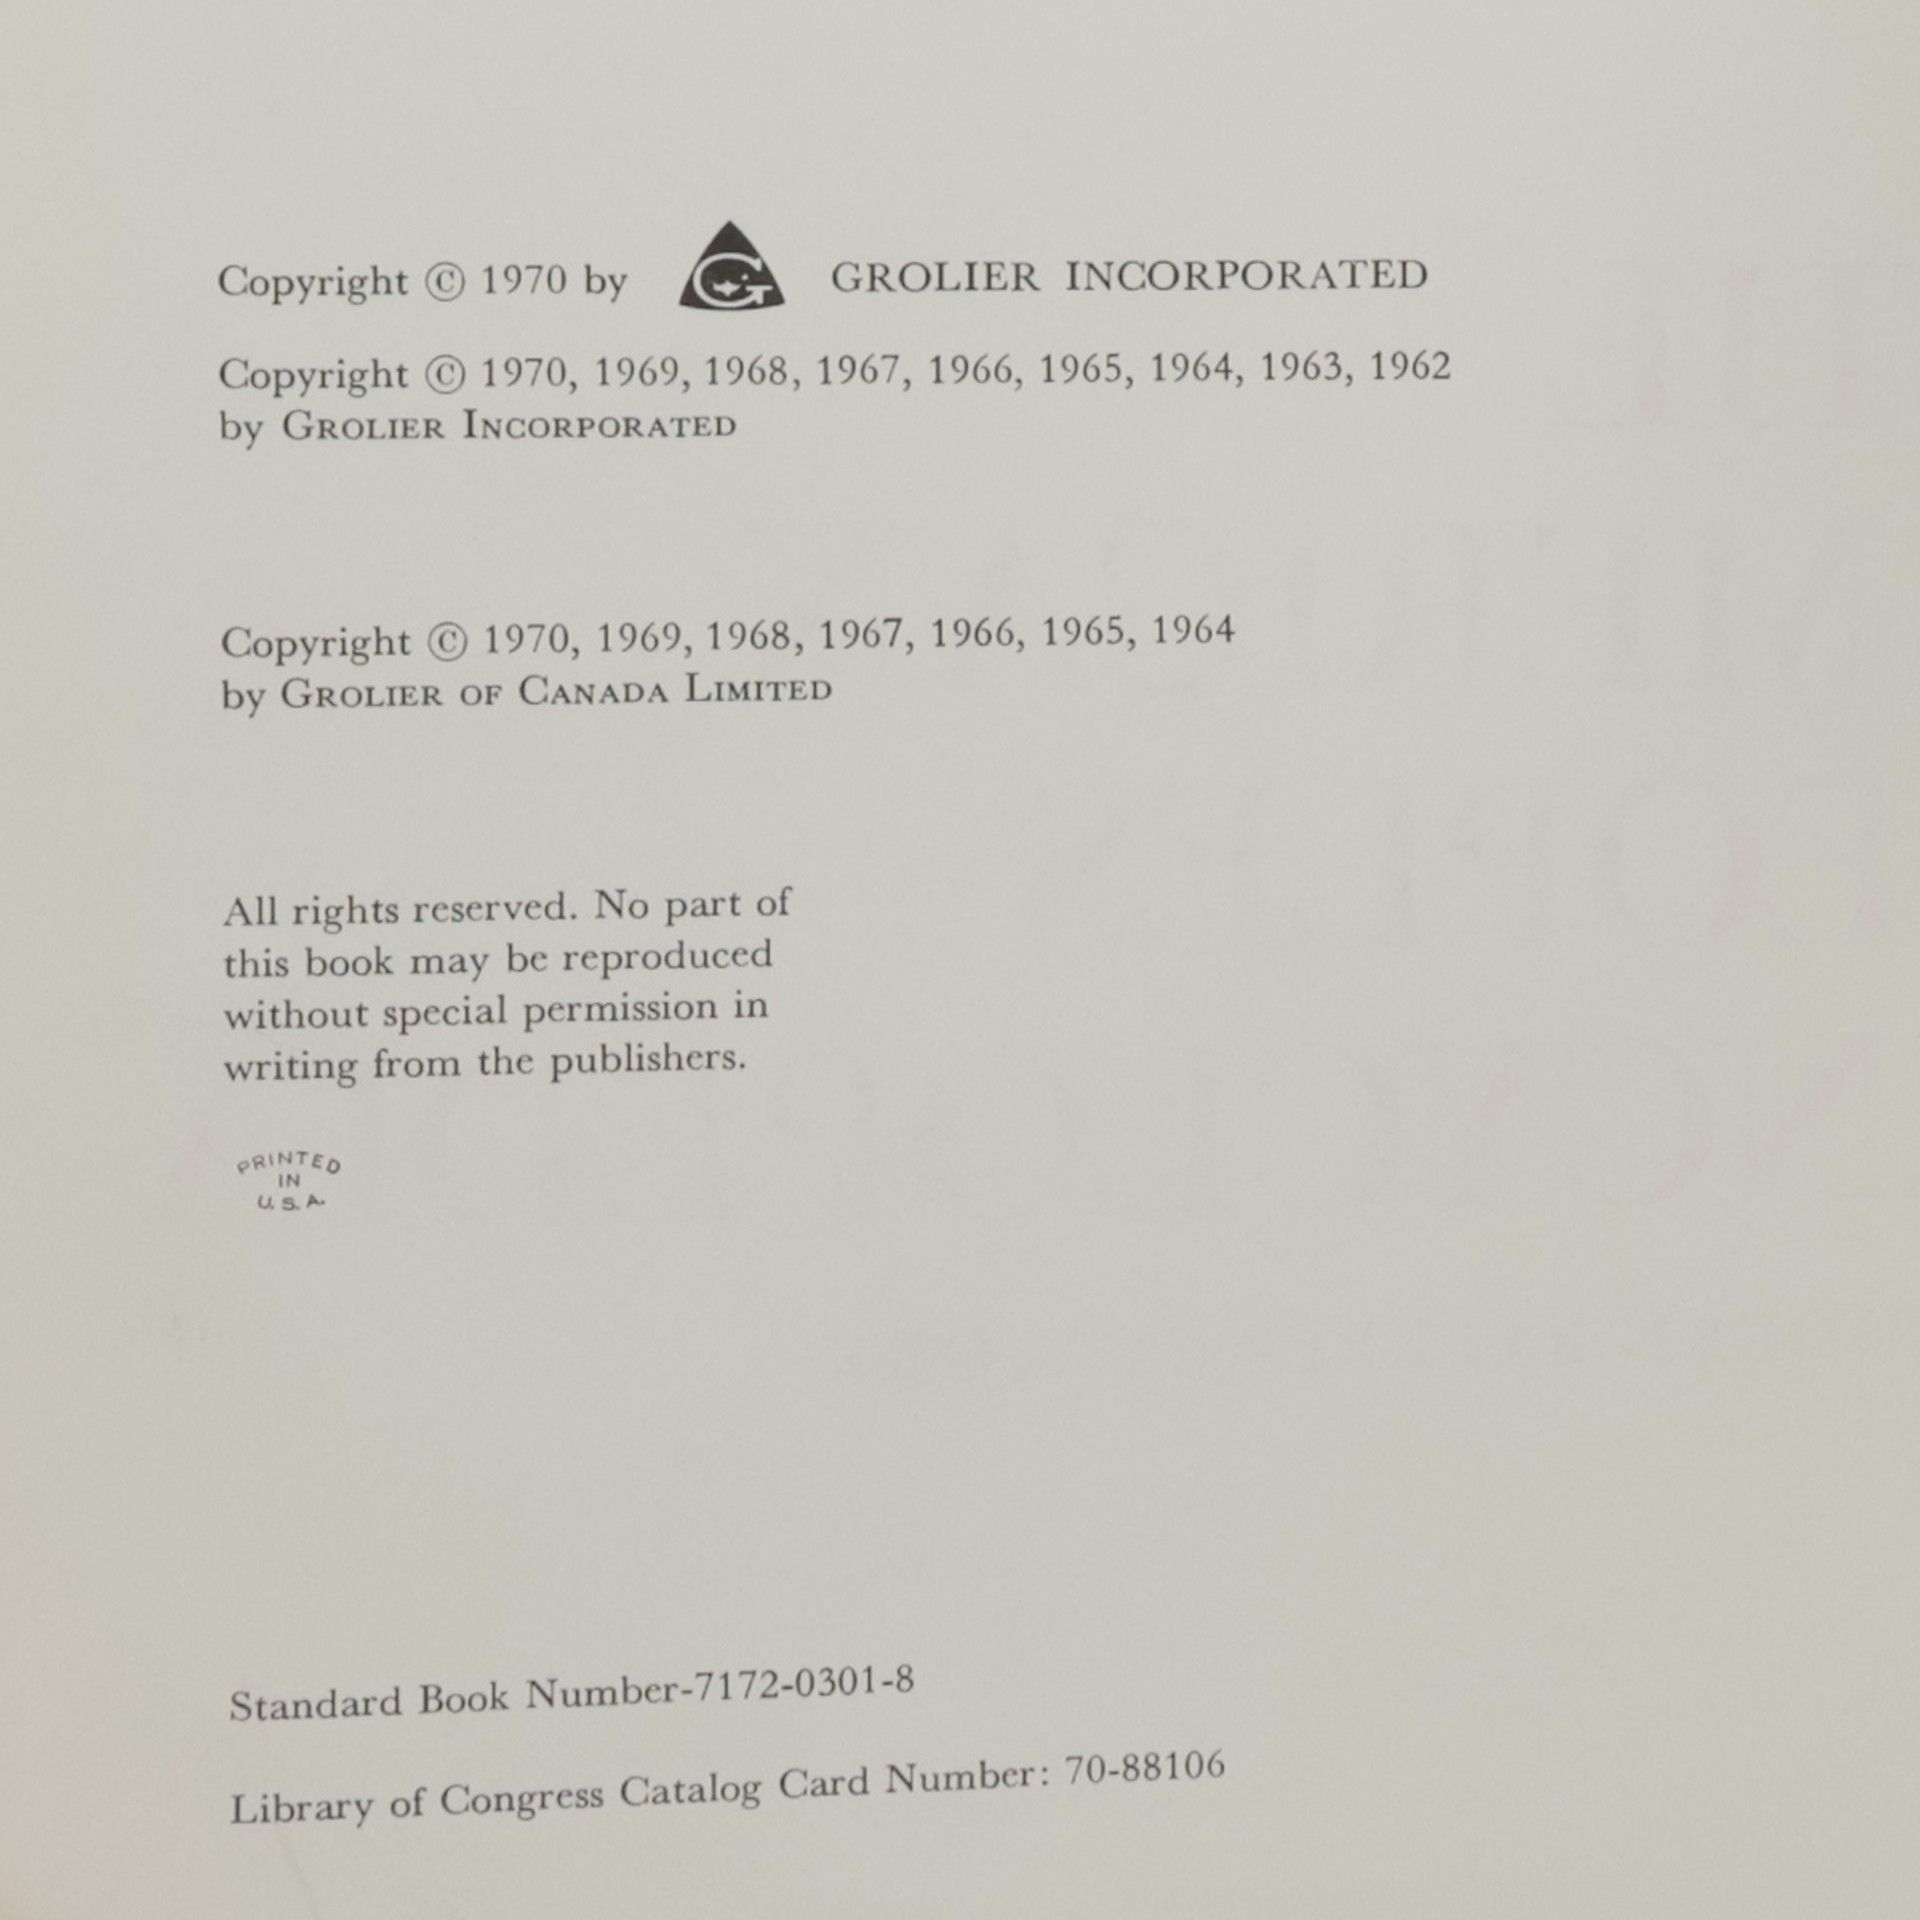 Copyright © 1970 by G GROLIER INCORPORATED
Copyright © 1970, 1969, 1968, 1967, 1966, 1965, 1964, 1963, 1962
by GROLIER INCORPORATED
Copyright © 1970, 1969, 1968, 1967, 1966, 1965, 1964
by GROLIER OF CANADA LIMITED
All rights reserved. No part of
this book may be reproduced
without special permission in
writing from the publishers.
PRINTED
IN
U. S. A.
Standard Book Number-7172-0301-8
Library of Congress Catalog Card Number: 70-88106